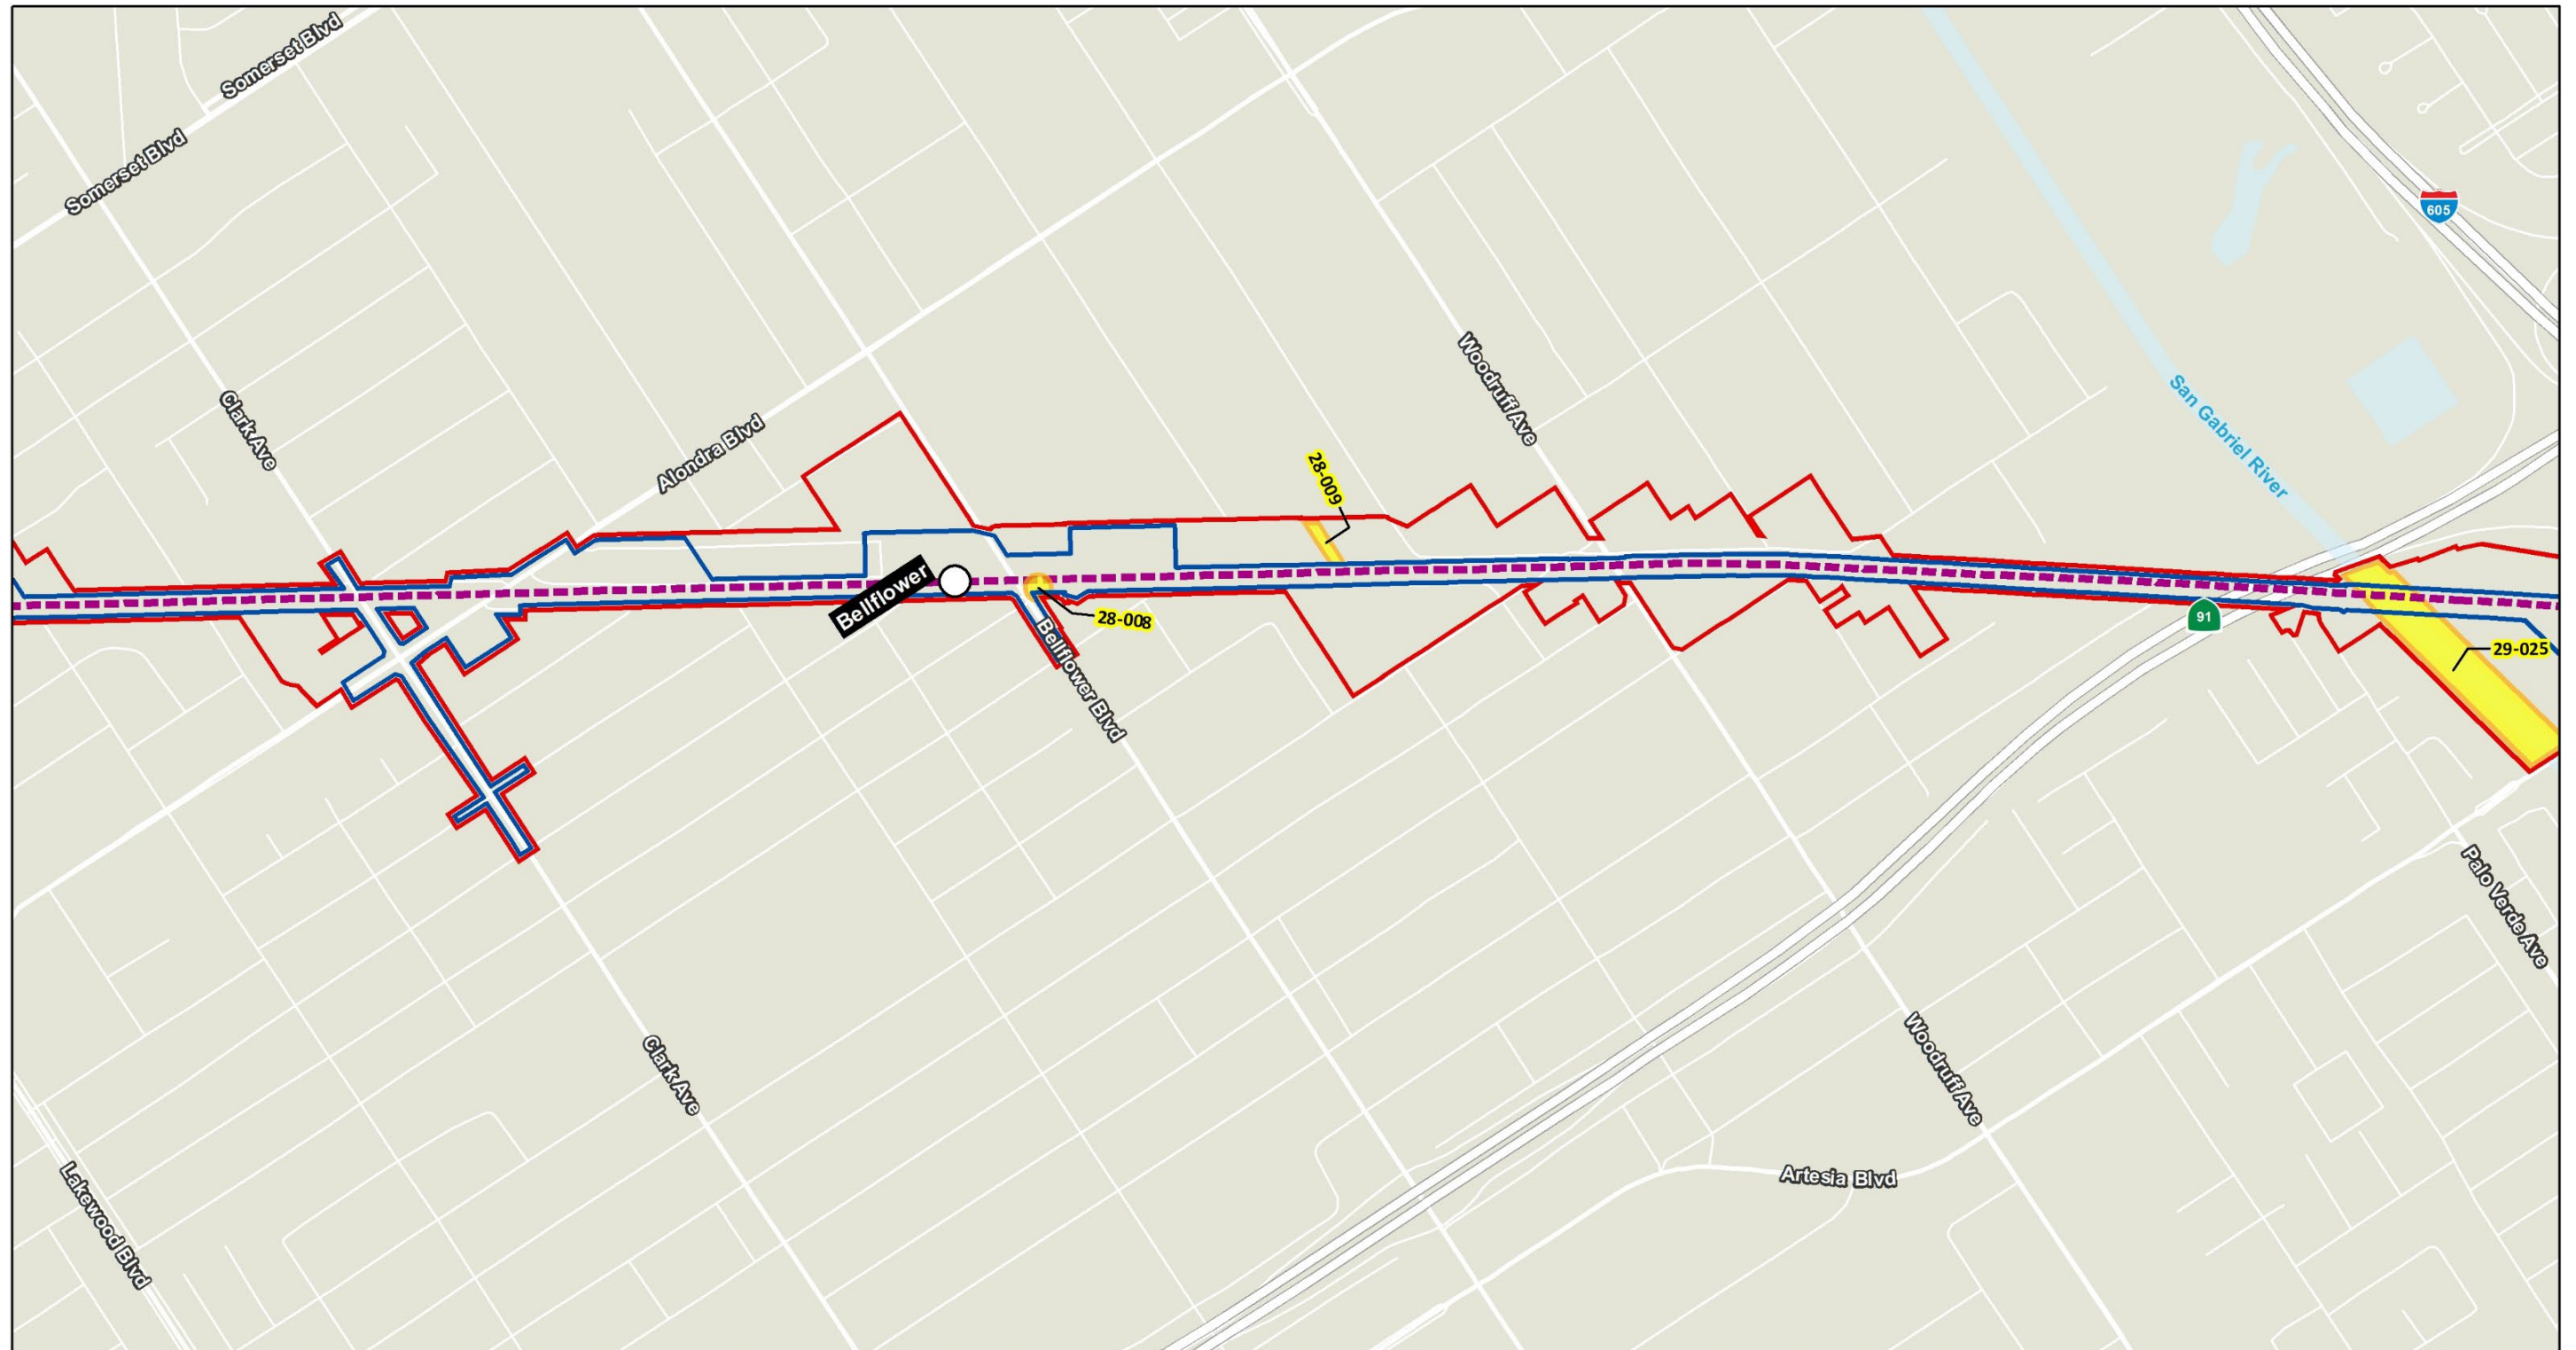 Somerset Blvd
Somerset Blvd
605
Clark Ave
Woodruff Ave
San Gabriel River
Alondra Blvd
28-009
Bellflower
28-008
91
Bellflower Blvd
29-025
Palo Verde Ave
Clark Ave
Woodruff Ave
Lakewood Blvd
Artesia Blvd